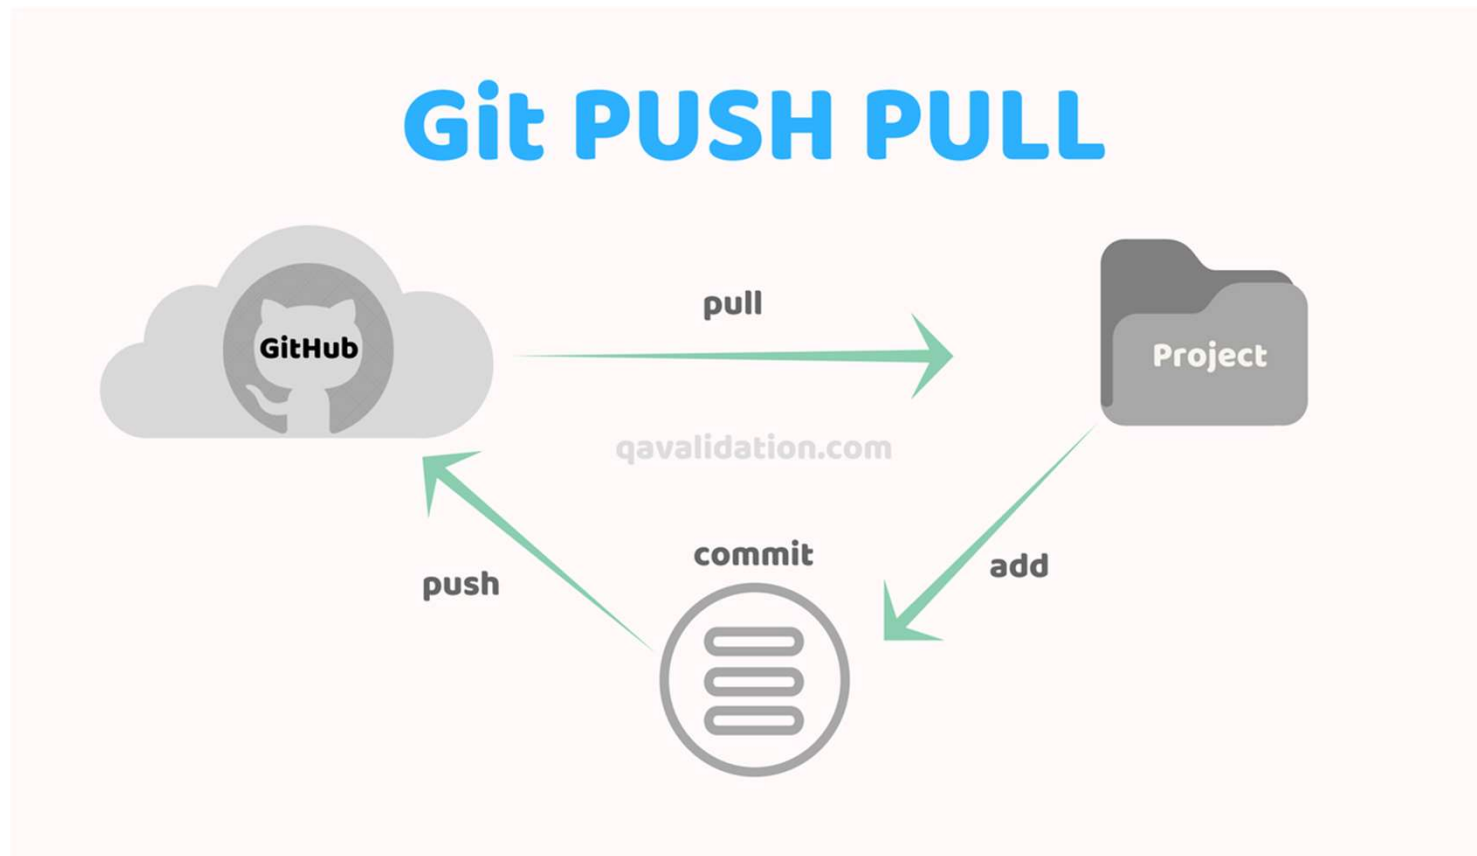 Git PUSH PULL
pull
GitHub
Project
qavalidation.com
commit
add
push